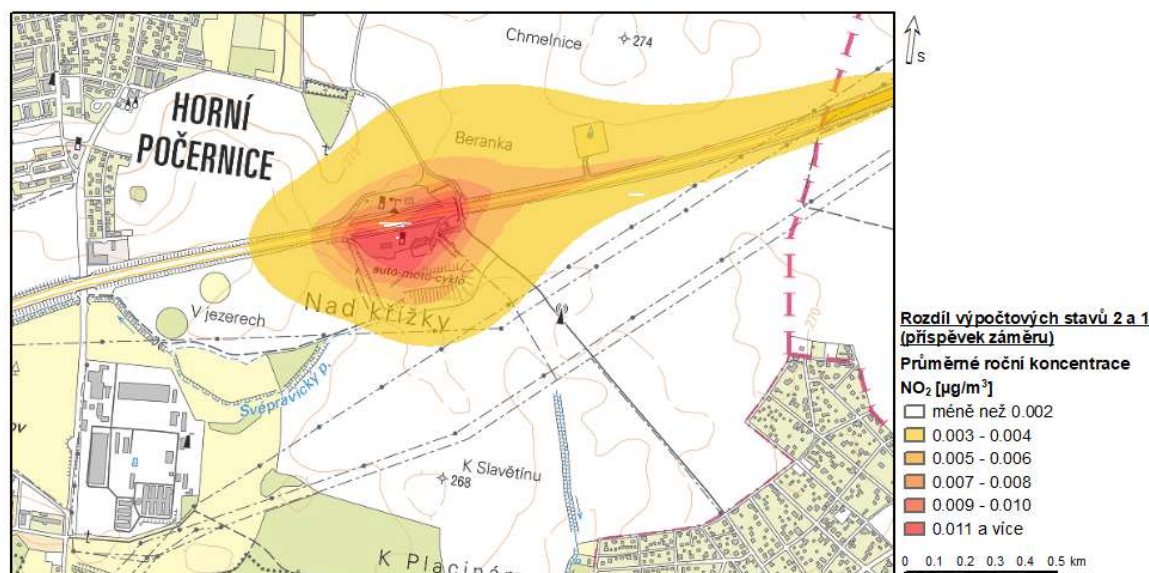 Chmelnice
274
S
HORNÍ
POČERNICE
Beranka
auto-moto-cyklo
Nad křížky
V jezerech
270
Svépravický p.
K Slavětínu
268
K Placinám
Rozdíl výpočtových stavů 2 a 1
(příspěvek záměru)
Průměrné roční koncentrace
NO₂ [µg/m³]
méně než 0.002
0.003 - 0.004
0.005 - 0.006
0.007 - 0.008
0.009 - 0.010
0.011 a více
0 0.1 0.2 0.3 0.4 0.5 km